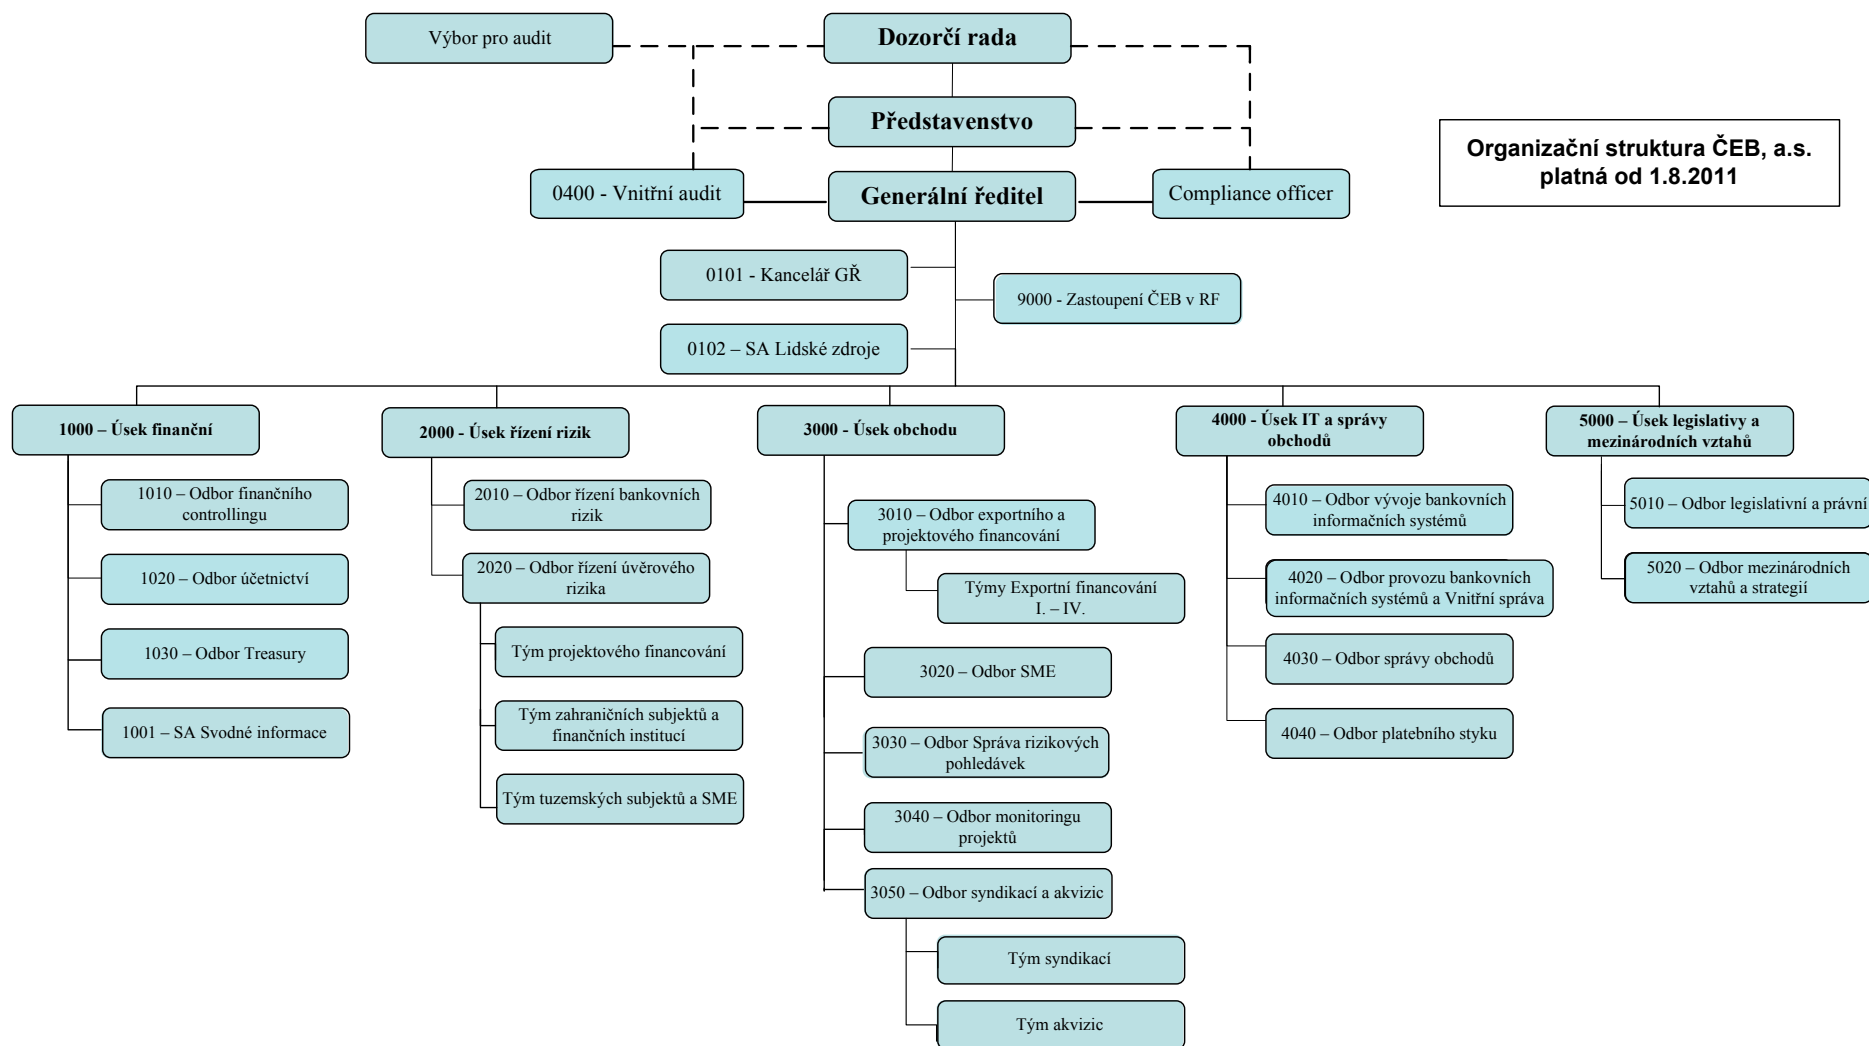 Výbor pro audit
Dozorčí rada
Představenstvo
Organizační struktura ČEB, a.s.
platná od 1.8.2011
0400 - Vnitřní audit
Generální ředitel
Compliance officer
0101 - Kancelář GŘ
9000 - Zastoupení ČEB v RF
0102 – SA Lidské zdroje
1000 – Úsek finanční
1010 – Odbor finančního
controllingu
1020 – Odbor účetnictví
1030 – Odbor Treasury
1001 – SA Svodné informace
2000 - Úsek řízení rizik
2010 – Odbor řízení bankovních
rizik
2020 – Odbor řízení úvěrového
rizika
Tým projektového financování
Tým zahraničních subjektů a
finančních institucí
Tým tuzemských subjektů a SME
3000 - Úsek obchodu
3010 – Odbor exportního a
projektového financování
Týmy Exportní financování
I. – IV.
3020 – Odbor SME
3030 – Odbor Správa rizikových
pohledávek
3040 – Odbor monitoringu
projektů
3050 – Odbor syndikací a akvizic
Tým syndikací
Tým akvizic
4000 - Úsek IT a správy
obchodů
4010 – Odbor vývoje bankovních
informačních systémů
4020 – Odbor provozu bankovních
informačních systémů a Vnitřní správa
4030 – Odbor správy obchodů
4040 – Odbor platebního styku
5000 – Úsek legislativy a
mezinárodních vztahů
5010 – Odbor legislativní a právní
5020 – Odbor mezinárodních
vztahů a strategií